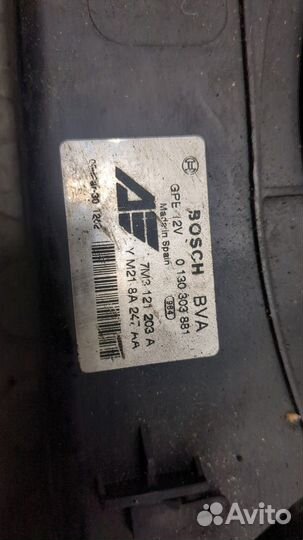 BOSCH BVA
GPE 12V 0 130 303 881
Made in Spain
984
7M3 121 203 A
YM21 8A 247 AA
Avito